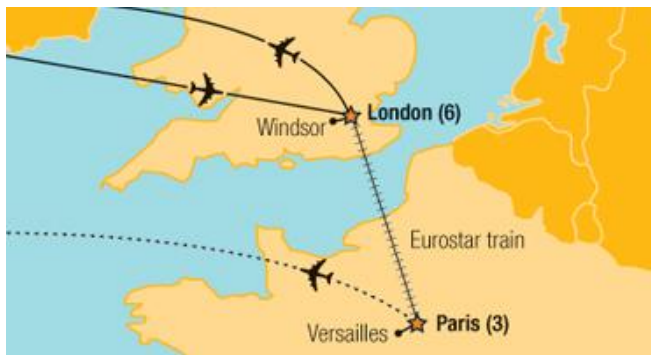 London (6)
Windsor
Eurostar train
Paris (3)
Versailles